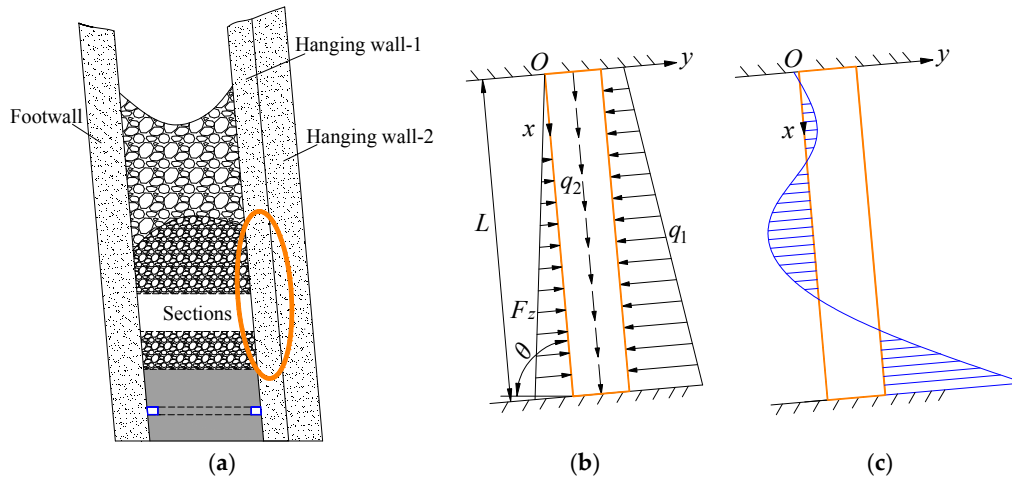 Hanging wall-1
Footwall
Hanging wall-2
Sections
O
y
x
q2
L
q1
Fz
θ
O
y
x
(a)
(b)
(c)